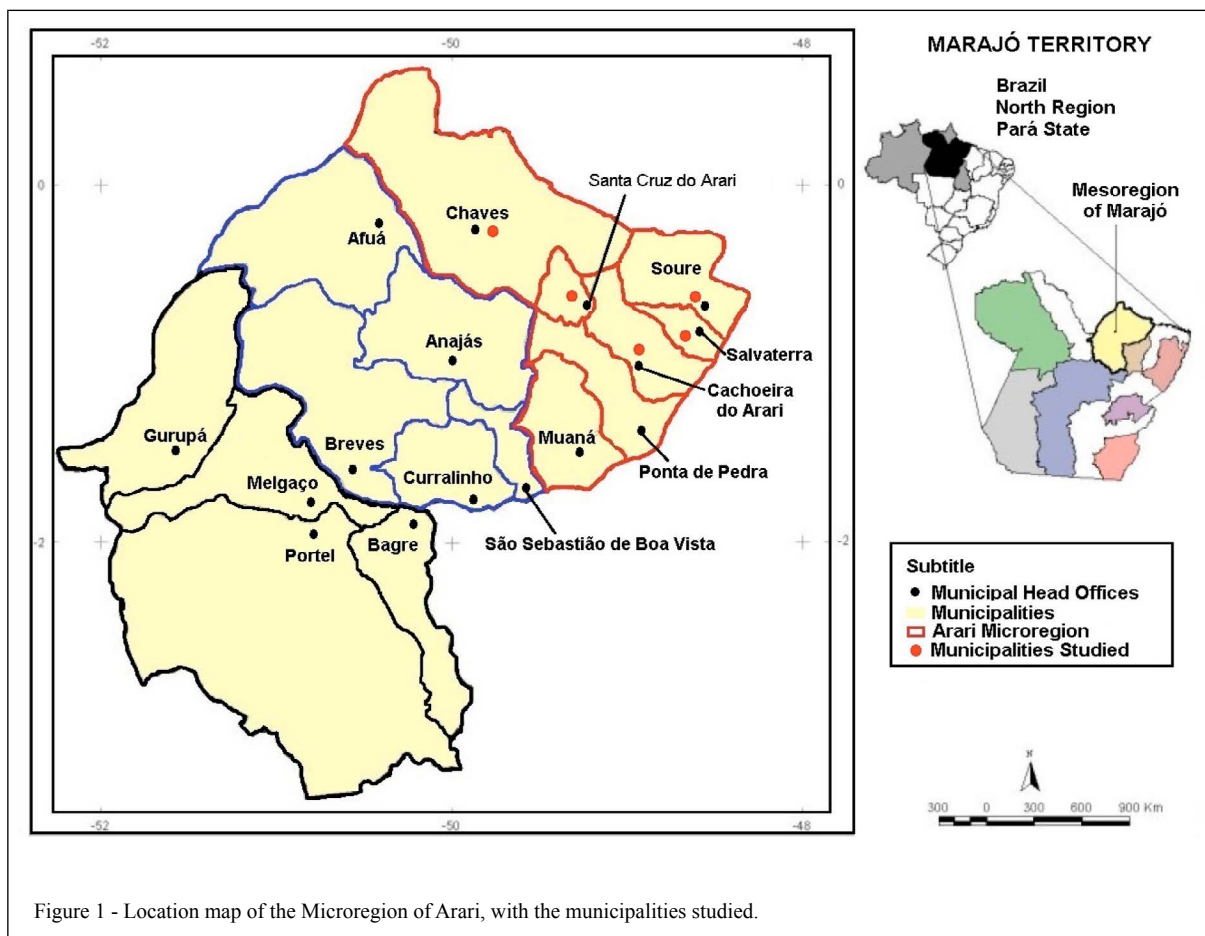 -52
-50
-48
MARAJÓ TERRITORY
Brazil
North Region
Pará State
Mesoregion
of Marajó
0
0
Santa Cruz do Arari
Chaves
Afuá
Soure
Anajás
Salvaterra
Cachoeira
do Arari
Gurupá
Breves
Muaná
Ponta de Pedra
Melgaço
Curralinho
Portel
Bagre
São Sebastião de Boa Vista
-2
-2
Subtitle
Municipal Head Offices
Municipalities
Arari Microregion
Municipalities Studied
N
300 0 300 600 900 Km
-52
-50
-48
Figure 1 - Location map of the Microregion of Arari, with the municipalities studied.